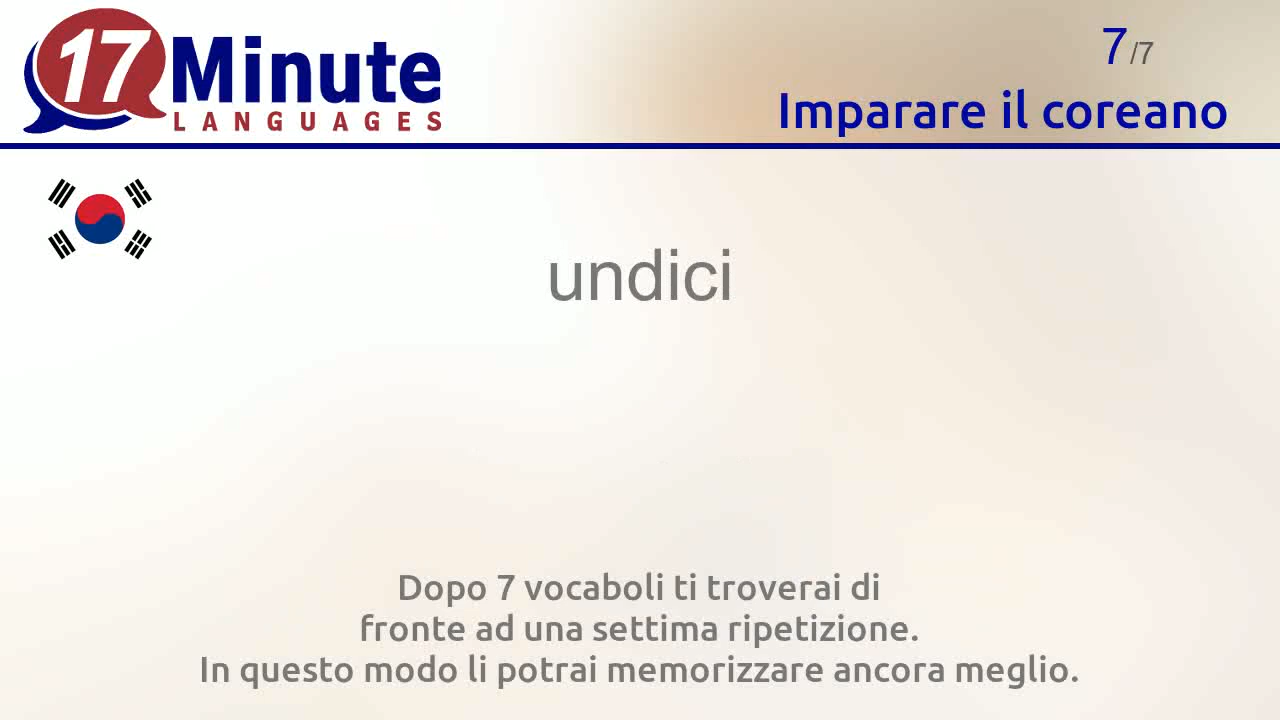 17 Minute
LANGUAGES
7/7
Imparare il coreano
undici
Dopo 7 vocaboli ti troverai di
fronte ad una settima ripetizione.
In questo modo li potrai memorizzare ancora meglio.